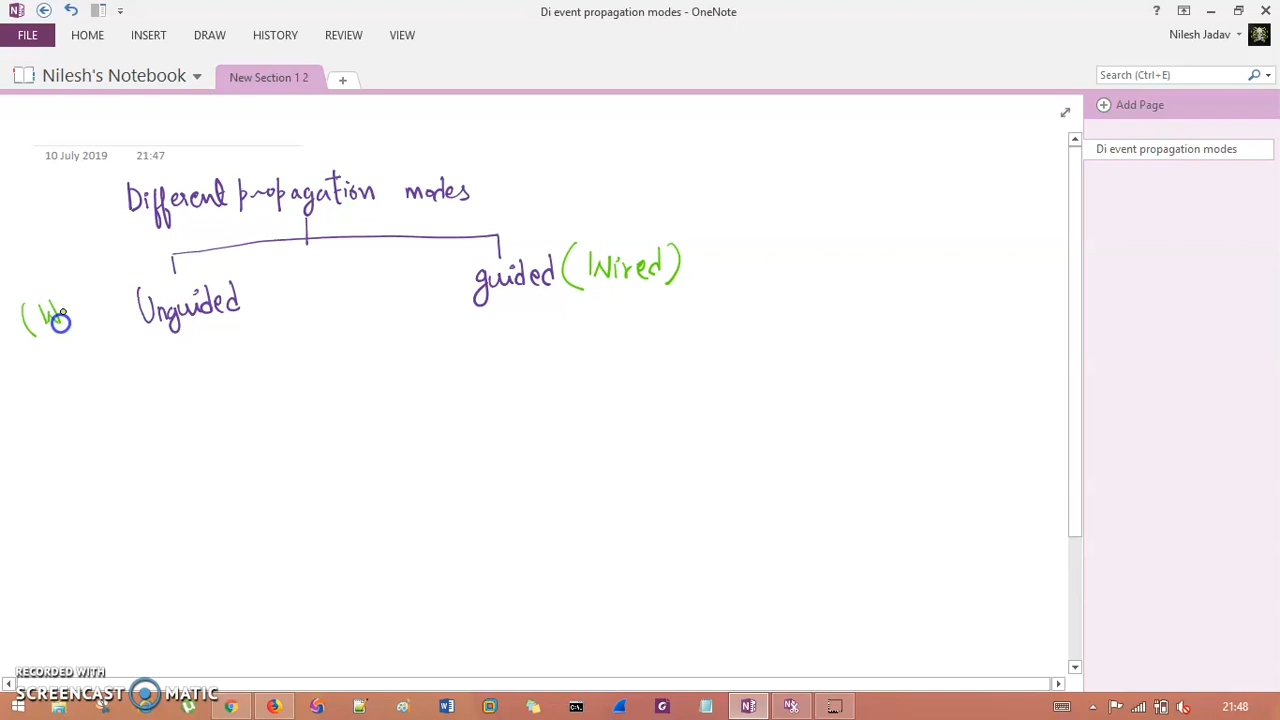 Di event propagation modes - OneNote
?
FILE HOME INSERT DRAW HISTORY REVIEW VIEW
Nilesh Jadav
Nilesh's Notebook
New Section 1 2
Search (Ctrl+E)
Add Page
Di event propagation modes
10 July 2019 21:47
Different propagation modes
guided (Wired)
(W Unguided
RECORDED WITH
SCREENCAST MATIC
21:48